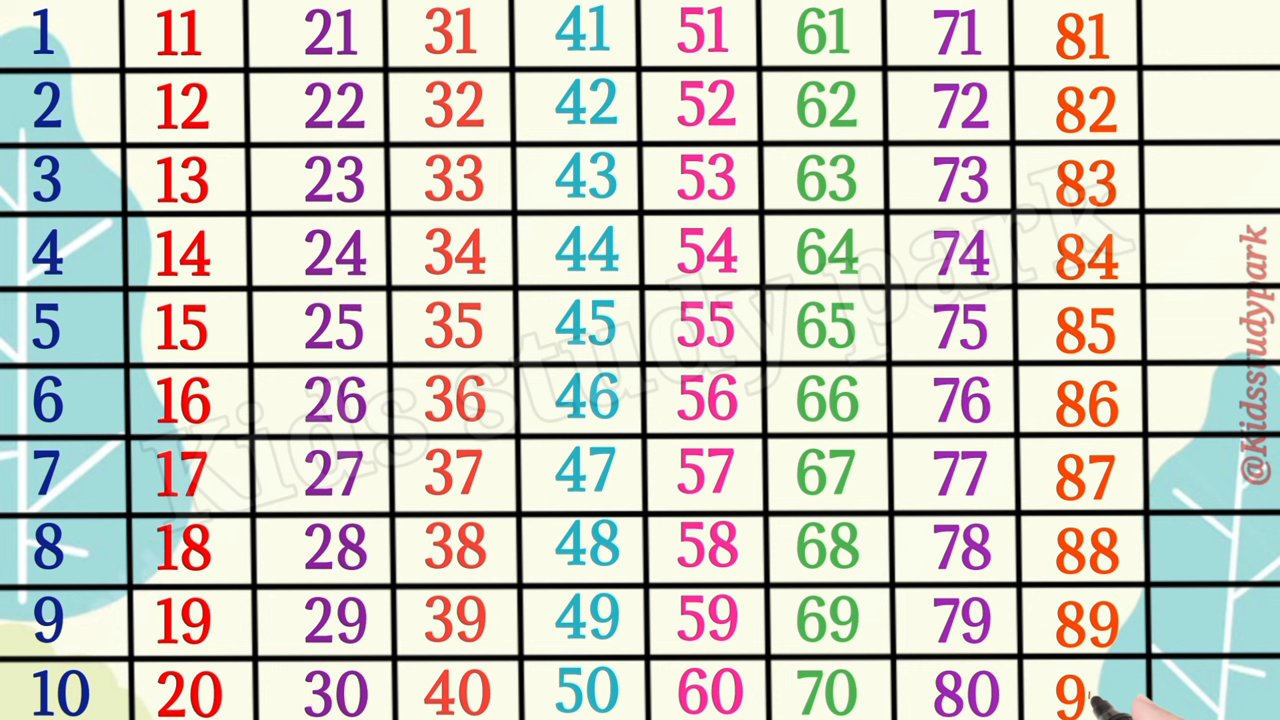 1 11 21 31 41 51 61 71 81
2 12 22 32 42 52 62 72 82
3 13 23 33 43 53 63 73 83
4 14 24 34 44 54 64 74 84
5 15 25 35 45 55 65 75 85
6 16 26 36 46 56 66 76 86
7 17 27 37 47 57 67 77 87
8 18 28 38 48 58 68 78 88
9 19 29 39 49 59 69 79 89
10 20 30 40 50 60 70 80 9
Kids study park
@Kidsstudypark